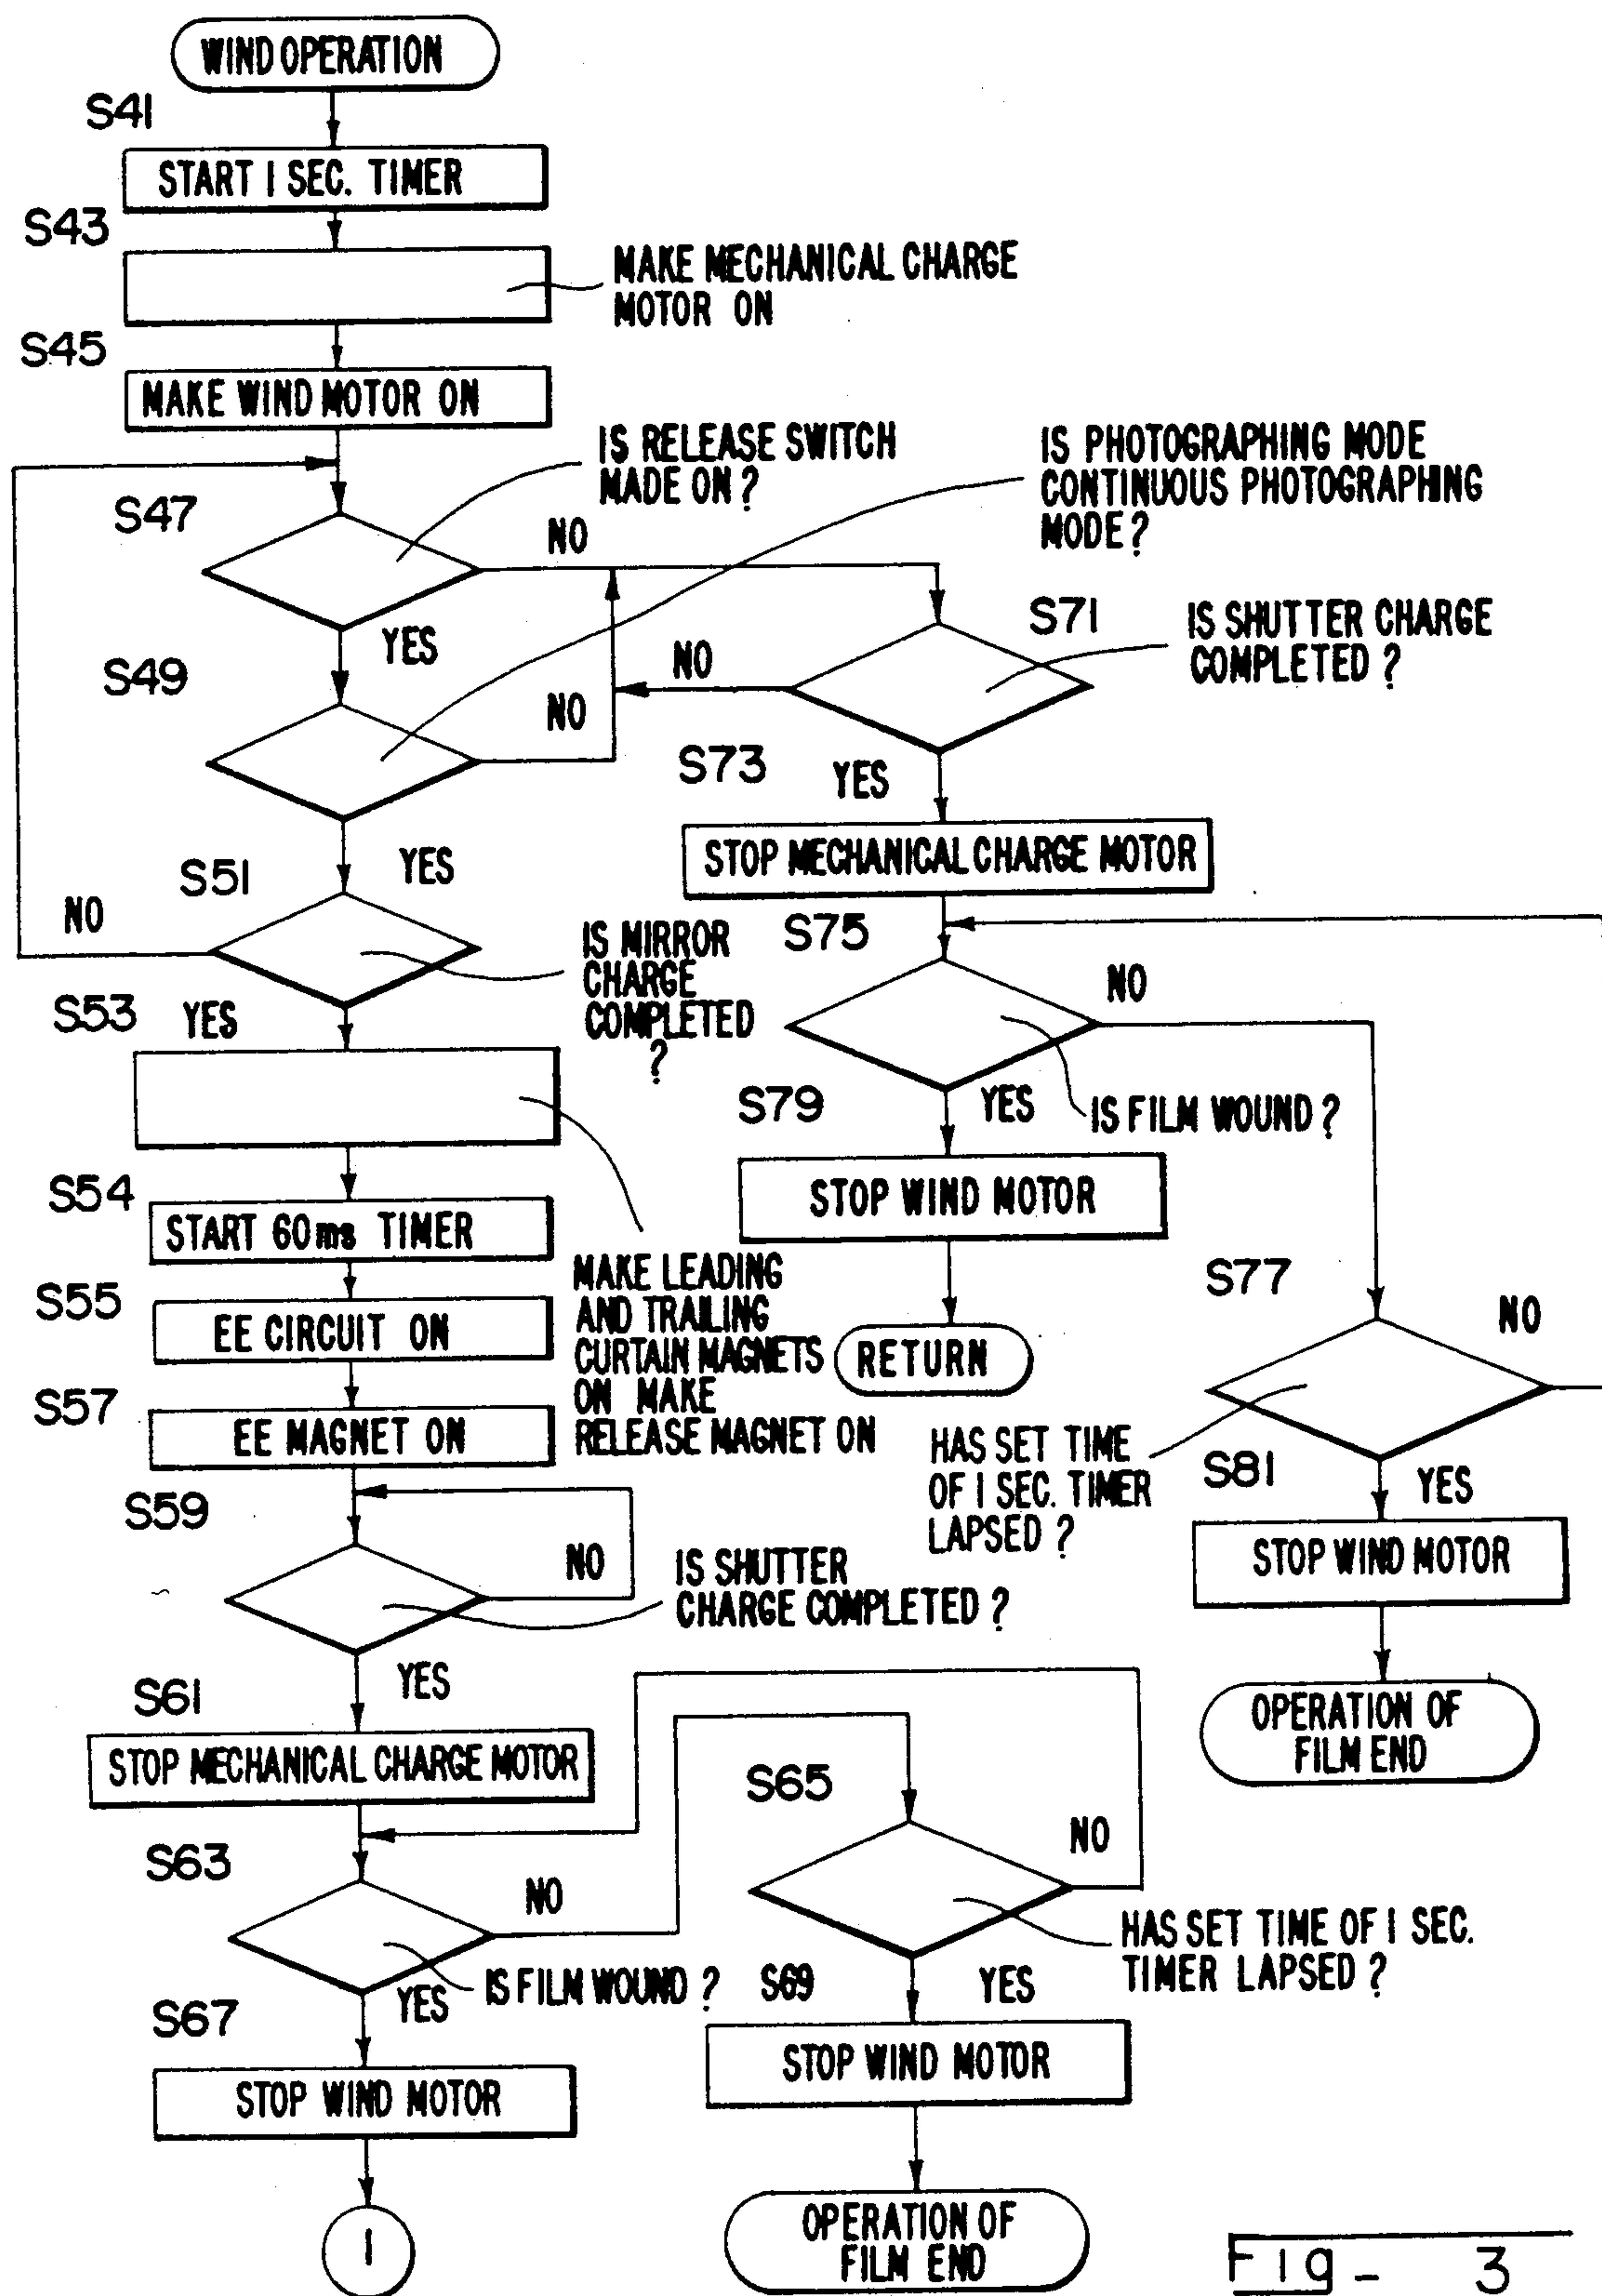 WIND OPERATION
S41
START 1 SEC. TIMER
S43
MAKE MECHANICAL CHARGE
MOTOR ON
S45
MAKE WIND MOTOR ON
IS RELEASE SWITCH
MADE ON?
IS PHOTOGRAPHING MODE
CONTINUOUS PHOTOGRAPHING
MODE?
S47
NO
YES
S71
IS SHUTTER CHARGE
COMPLETED?
S49
NO
NO
S73
YES
YES
STOP MECHANICAL CHARGE MOTOR
S51
NO
IS MIRROR
CHARGE
COMPLETED
?
S75
NO
S53
YES
S79
YES
IS FILM WOUND?
STOP WIND MOTOR
S54
START 60ms TIMER
S55
EE CIRCUIT ON
MAKE LEADING
AND TRAILING
CURTAIN MAGNETS
ON MAKE
RELEASE MAGNET ON
RETURN
S77
NO
S57
EE MAGNET ON
HAS SET TIME
OF 1 SEC. TIMER
LAPSED?
S81
YES
STOP WIND MOTOR
S59
NO
IS SHUTTER
CHARGE COMPLETED?
YES
OPERATION OF
FILM END
S61
STOP MECHANICAL CHARGE MOTOR
S65
NO
S63
NO
HAS SET TIME OF 1 SEC.
TIMER LAPSED?
IS FILM WOUND?
YES
S69
YES
S67
STOP WIND MOTOR
STOP WIND MOTOR
1
OPERATION OF
FILM END
Fig- 3